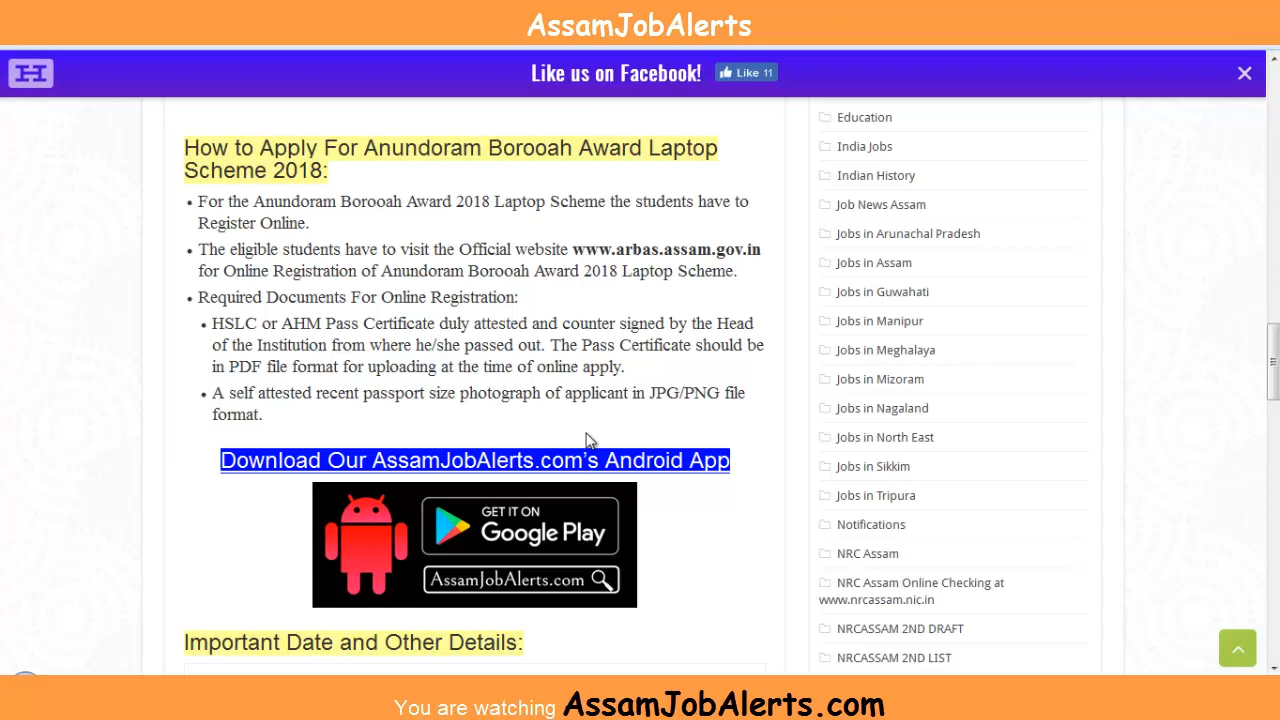 AssamJobAlerts
Like us on Facebook!
Like 11
How to Apply For Anundoram Borooah Award Laptop
Scheme 2018:
• For the Anundoram Borooah Award 2018 Laptop Scheme the students have to
Register Online.
• The eligible students have to visit the Official website www.arbas.assam.gov.in
for Online Registration of Anundoram Borooah Award 2018 Laptop Scheme.
• Required Documents For Online Registration:
• HSLC or AHM Pass Certificate duly attested and counter signed by the Head
of the Institution from where he/she passed out. The Pass Certificate should be
in PDF file format for uploading at the time of online apply.
• A self attested recent passport size photograph of applicant in JPG/PNG file
format.
Download Our AssamJobAlerts.com’s Android App
GET IT ON
Google Play
AssamJobAlerts.com
Important Date and Other Details:
Education
India Jobs
Indian History
Job News Assam
Jobs in Arunachal Pradesh
Jobs in Assam
Jobs in Guwahati
Jobs in Manipur
Jobs in Meghalaya
Jobs in Mizoram
Jobs in Nagaland
Jobs in North East
Jobs in Sikkim
Jobs in Tripura
Notifications
NRC Assam
NRC Assam Online Checking at
www.nrcassam.nic.in
NRCASSAM 2ND DRAFT
NRCASSAM 2ND LIST
You are watching AssamJobAlerts.com